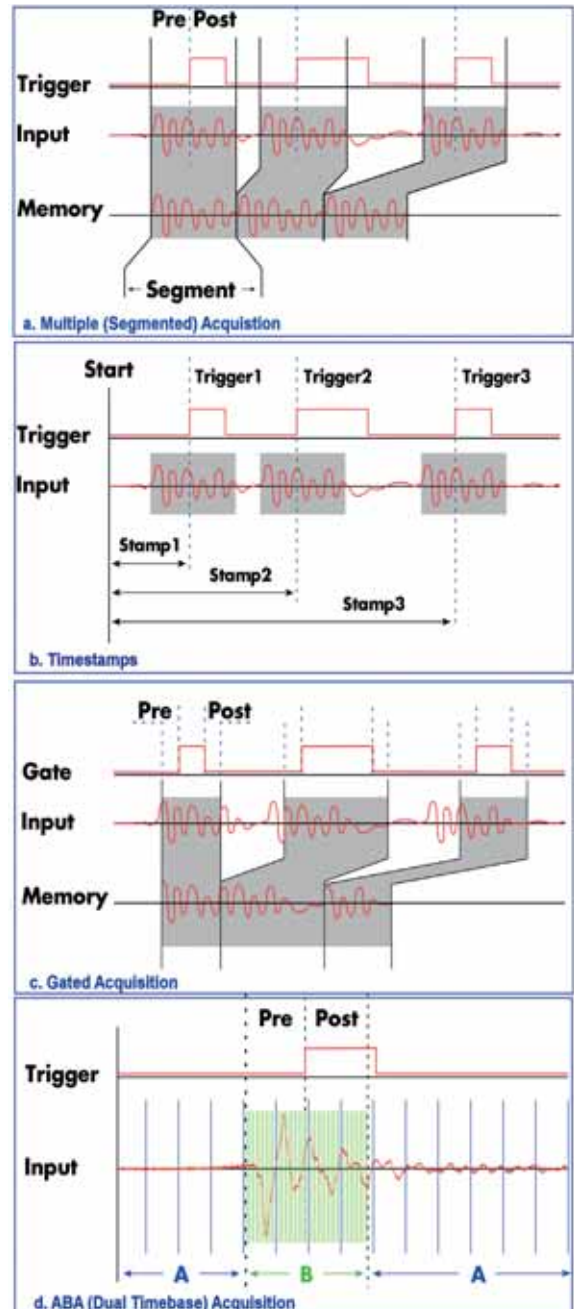 Pre Post
Trigger
Input
Memory
Segment
a. Multiple (Segmented) Acquistion
Start
Trigger1 Trigger2 Trigger3
Trigger
Input
Stamp1
Stamp2
Stamp3
b. Timestamps
Pre Post
Gate
Input
Memory
c. Gated Acquisition
Pre Post
Trigger
Input
A B A
d. ABA (Dual Timebase) Acquisition